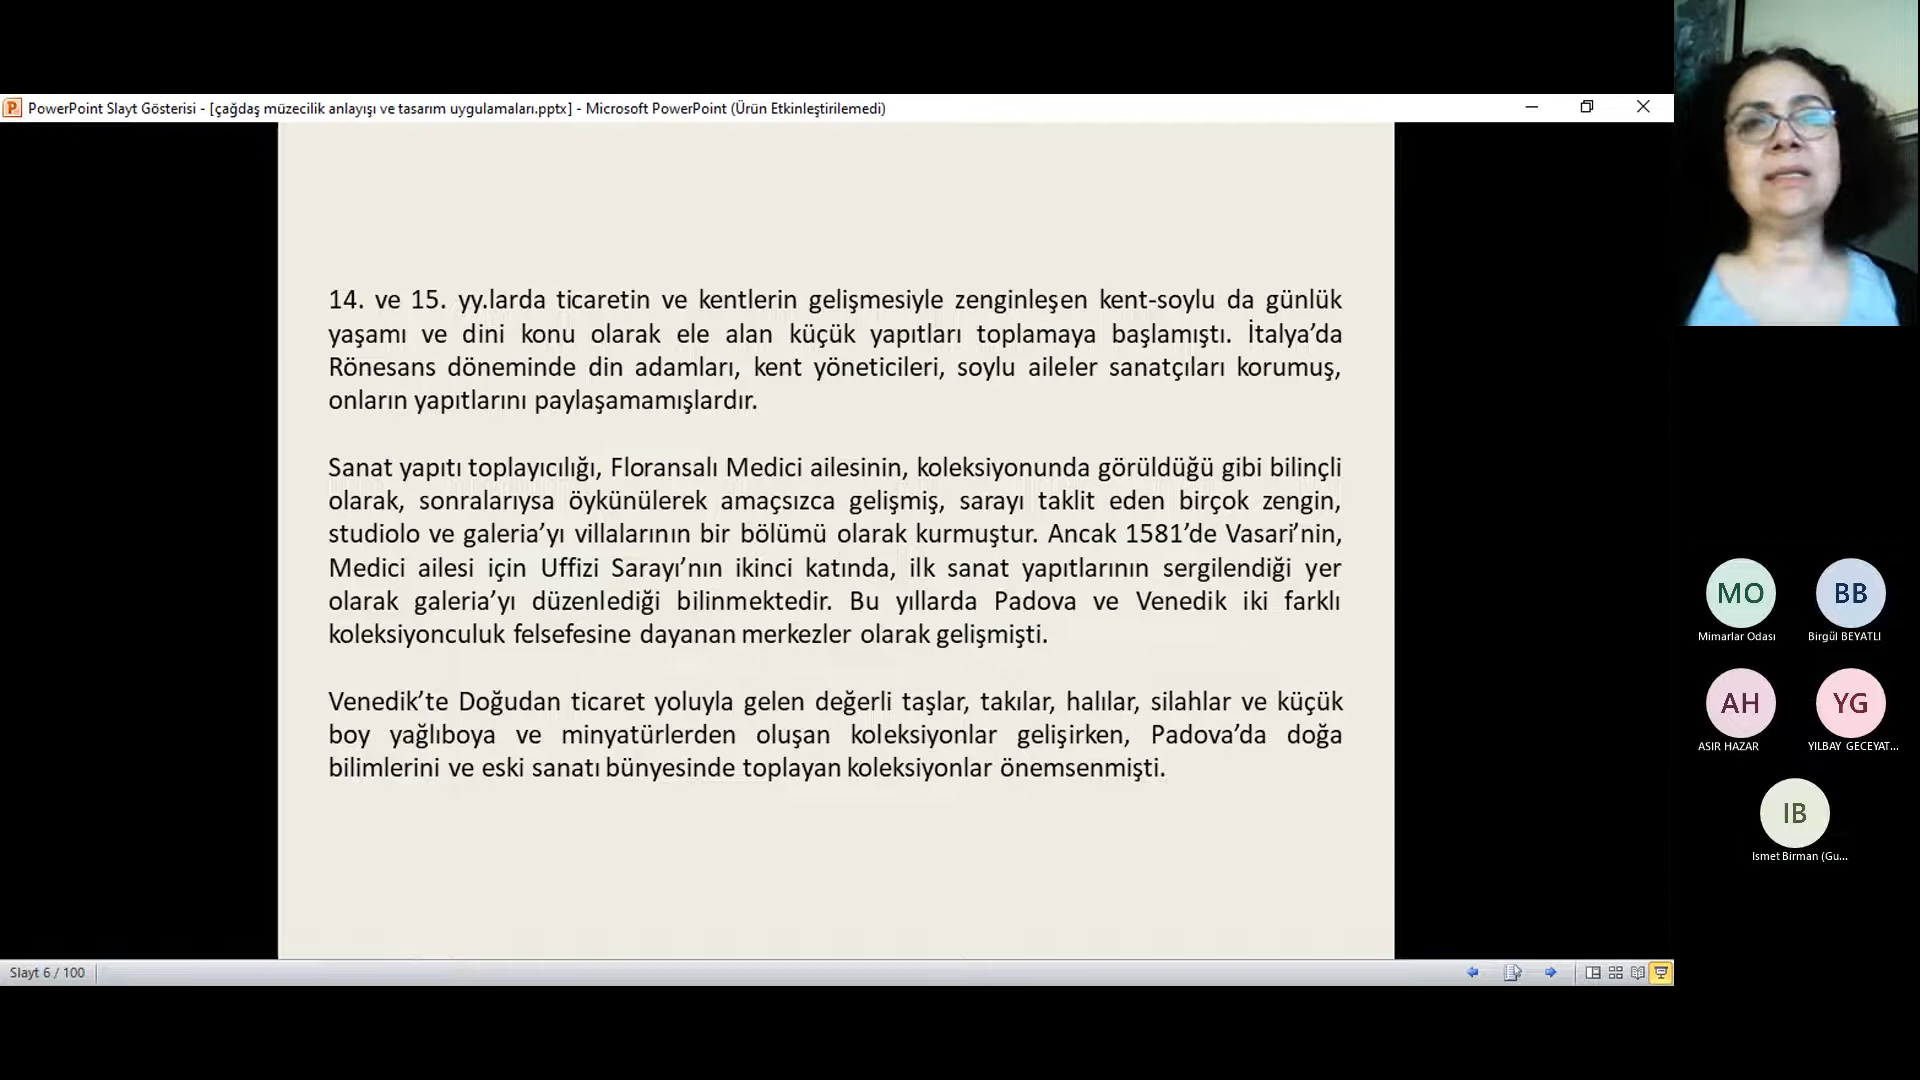 PowerPoint Slayt Gösterisi - [çağdaş müzecilik anlayışı ve tasarım uygulamaları.pptx] - Microsoft PowerPoint (Ürün Etkinleştirilemedi)
14. ve 15. yy.larda ticaretin ve kentlerin gelişmesiyle zenginleşen kent-soylu da günlük
yaşamı ve dini konu olarak ele alan küçük yapıtları toplamaya başlamıştı. İtalya’da
Rönesans döneminde din adamları, kent yöneticileri, soylu aileler sanatçıları korumuş,
onların yapıtlarını paylaşamamışlardır.
Sanat yapıtı toplayıcılığı, Floransalı Medici ailesinin, koleksiyonunda görüldüğü gibi bilinçli
olarak, sonralarıysa öykünülerek amaçsızca gelişmiş, sarayı taklit eden birçok zengin,
studiolo ve galeria’yı villalarının bir bölümü olarak kurmuştur. Ancak 1581’de Vasari’nin,
Medici ailesi için Uffizi Sarayı’nın ikinci katında, ilk sanat yapıtlarının sergilendiği yer
olarak galeria’yı düzenlediği bilinmektedir. Bu yıllarda Padova ve Venedik iki farklı
koleksiyonculuk felsefesine dayanan merkezler olarak gelişmişti.
Venedik’te Doğudan ticaret yoluyla gelen değerli taşlar, takılar, halılar, silahlar ve küçük
boy yağlıboya ve minyatürlerden oluşan koleksiyonlar gelişirken, Padova’da doğa
bilimlerini ve eski sanatı bünyesinde toplayan koleksiyonlar önemsenmişti.
Slayt 6 / 100
MO
Mimarlar Odası
BB
Birgül BEYATLI
AH
ASIR HAZAR
YG
YILBAY GECEYAT...
IB
Ismet Birman (Gu...